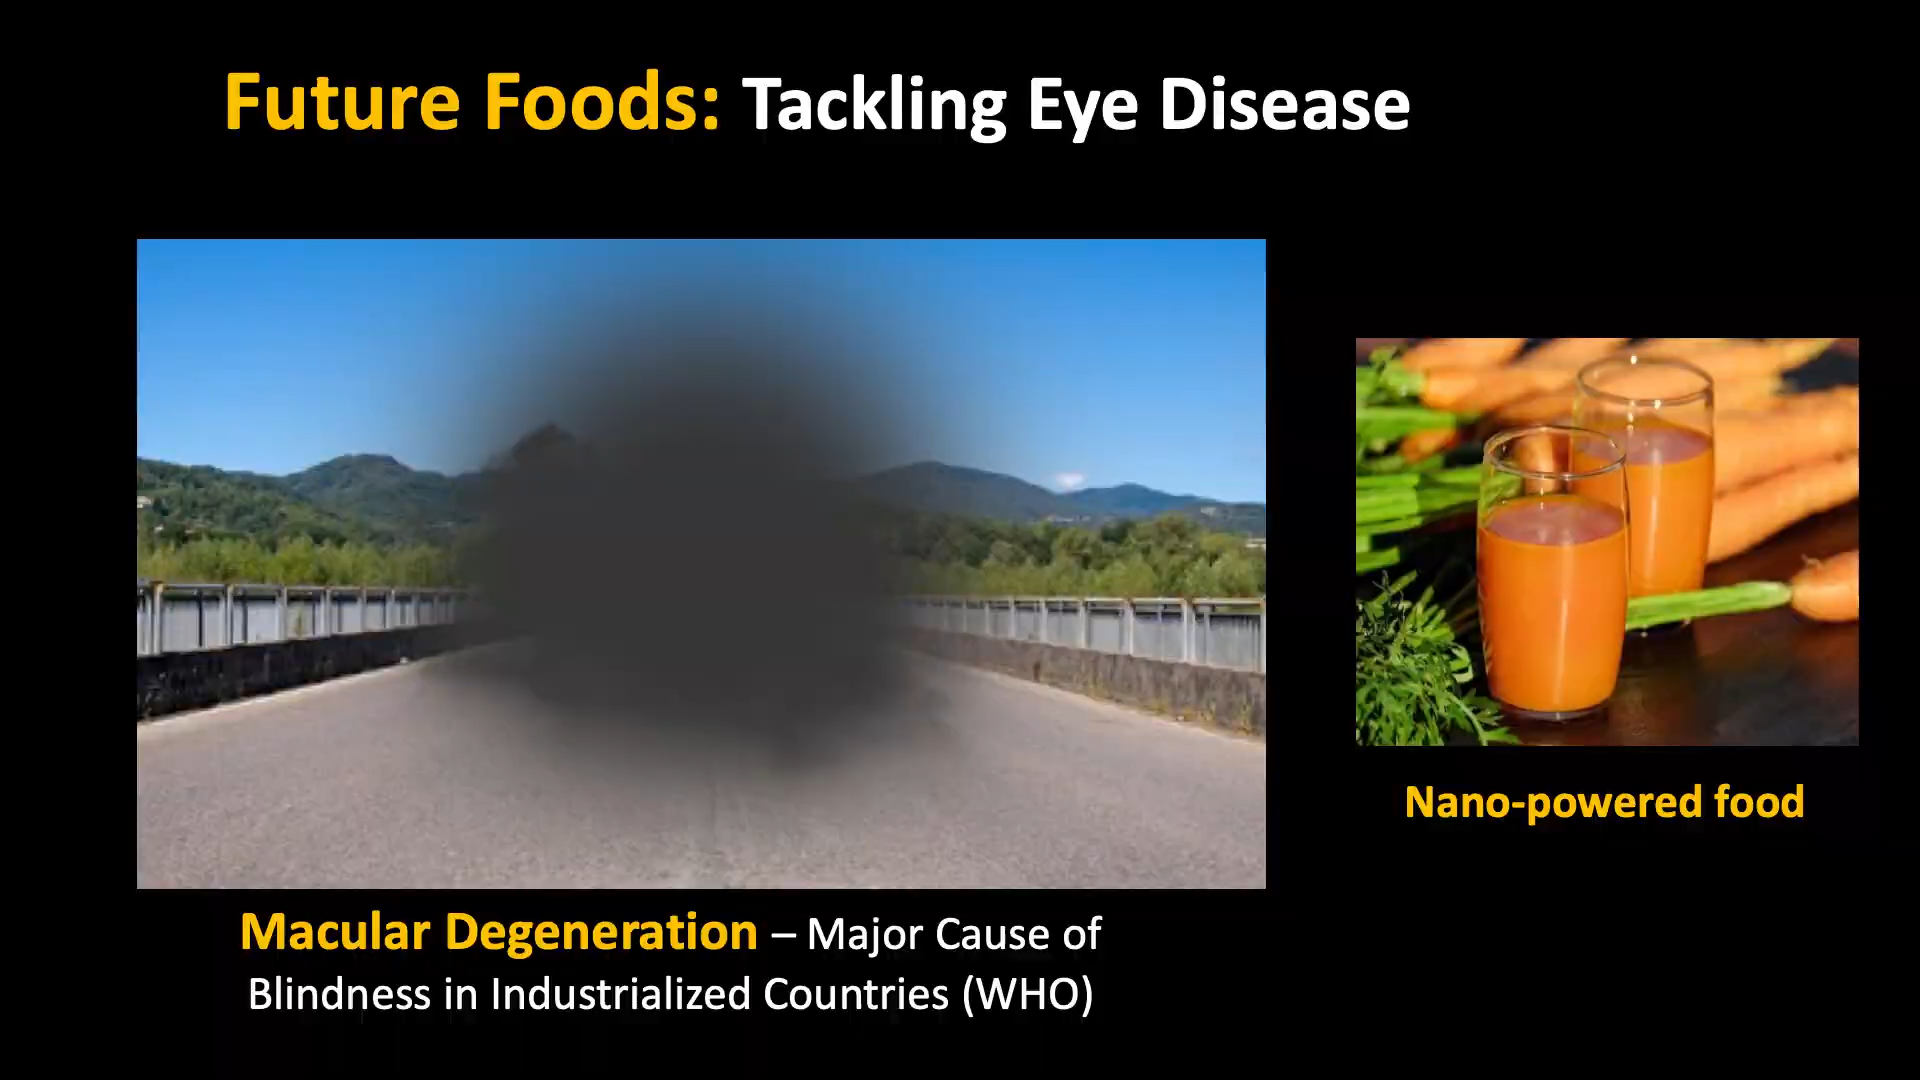 Future Foods: Tackling Eye Disease
Nano-powered food
Macular Degeneration – Major Cause of
Blindness in Industrialized Countries (WHO)